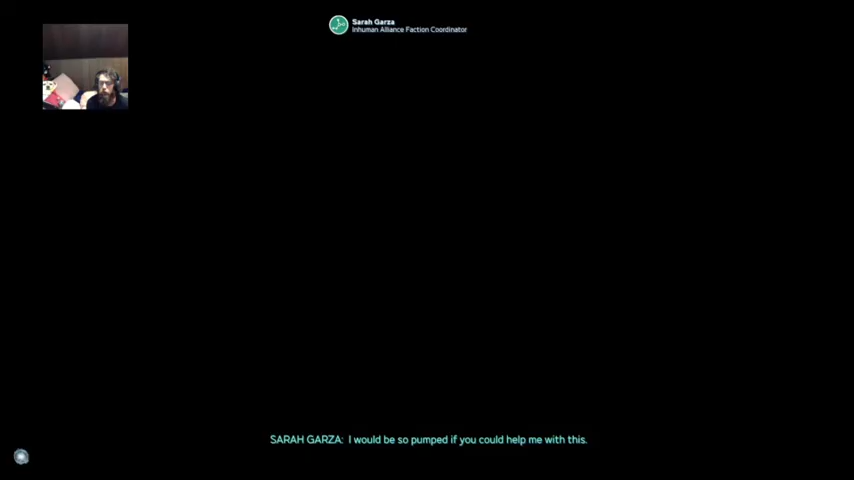 Sarah Garza
Inhuman Alliance Faction Coordinator
SARAH GARZA: I would be so pumped if you could help me with this.